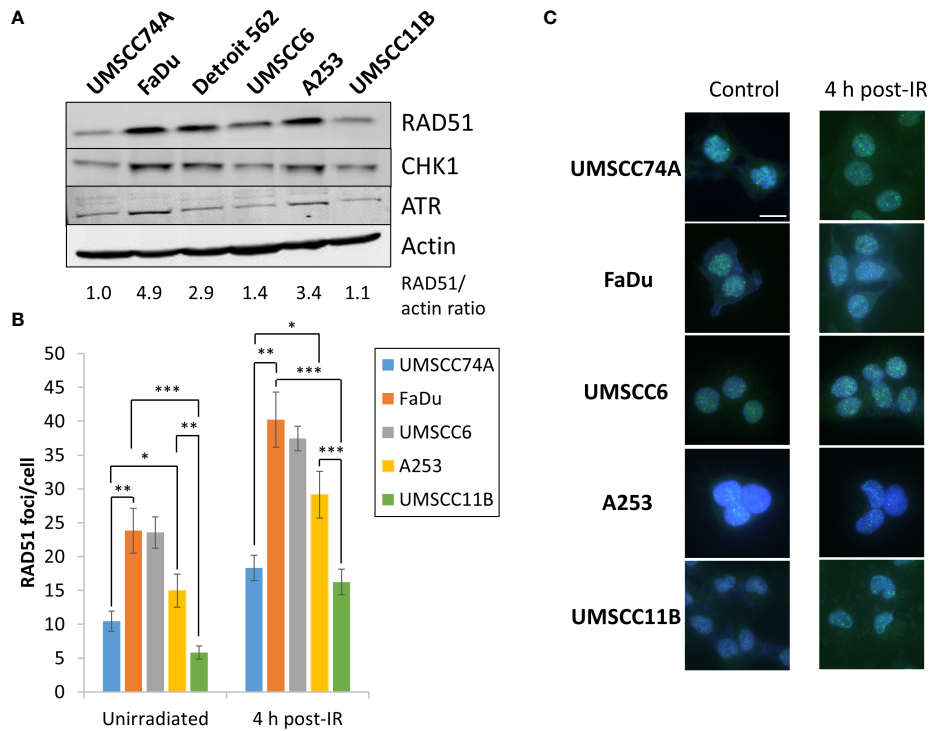 A
UMSCC74A FaDu Detroit 562 UMSCC6 A253 UMSCC11B
RAD51
CHK1
ATR
Actin
1.0 4.9 2.9 1.4 3.4 1.1 RAD51/
actin ratio
B
RAD51 foci/cell
50
45
40
35
30
25
20
15
10
5
0
** * *** **
** * *** ***
Unirradiated 4 h post-IR
UMSCC74A
FaDu
UMSCC6
A253
UMSCC11B
C
Control 4 h post-IR
UMSCC74A
FaDu
UMSCC6
A253
UMSCC11B